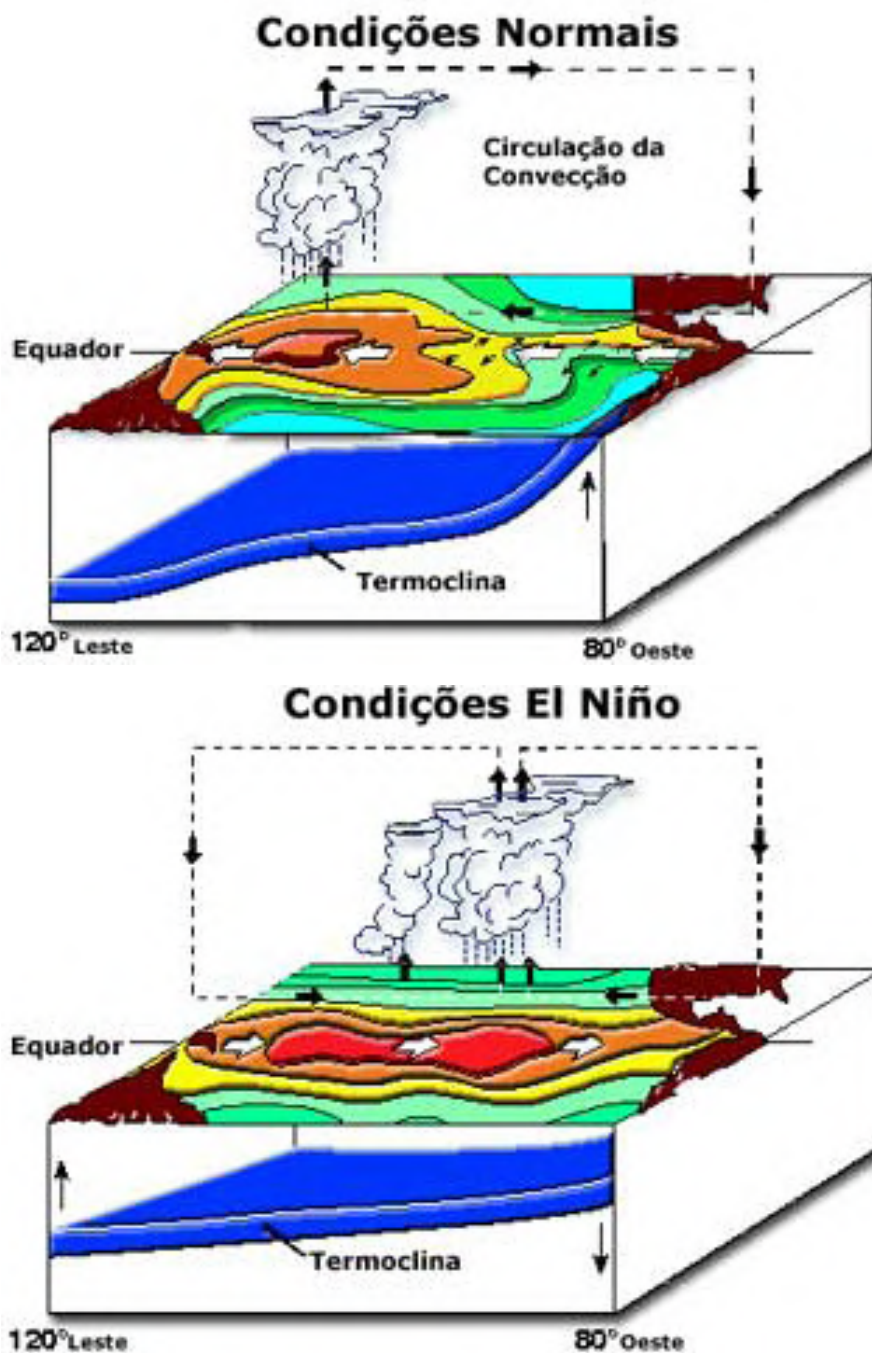 Condições Normais
Circulação da
Convecção
Equador
Termoclina
120° Leste
80° Oeste
Condições El Niño
Equador
Termoclina
120° Leste
80° Oeste